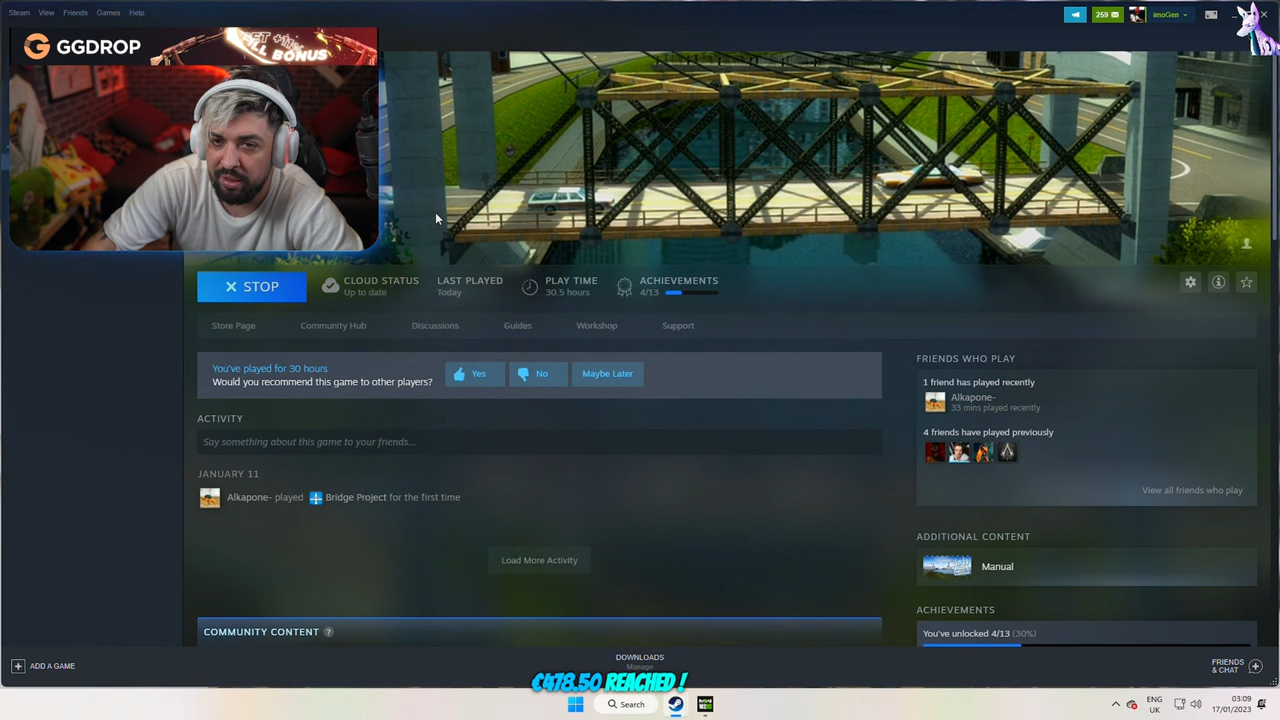 Steam View Friends Games Help
259 imoGen
GGDROP
BONUS
STOP
CLOUD STATUS
Up to date
LAST PLAYED
Today
PLAY TIME
30.5 hours
ACHIEVEMENTS
4/13
Store Page Community Hub Discussions Guides Workshop Support
You've played for 30 hours
Would you recommend this game to other players?
Yes No Maybe Later
ACTIVITY
Say something about this game to your friends...
JANUARY 11
Alkapone- played Bridge Project for the first time
Load More Activity
COMMUNITY CONTENT ?
FRIENDS WHO PLAY
1 friend has played recently
Alkapone-
33 mins played recently
4 friends have played previously
View all friends who play
ADDITIONAL CONTENT
Manual
ACHIEVEMENTS
You've unlocked 4/13 (30%)
ADD A GAME
DOWNLOADS
Manage
FRIENDS
& CHAT
€478.50 REACHED !
Search
ENG
UK
03:09
17/01/2023